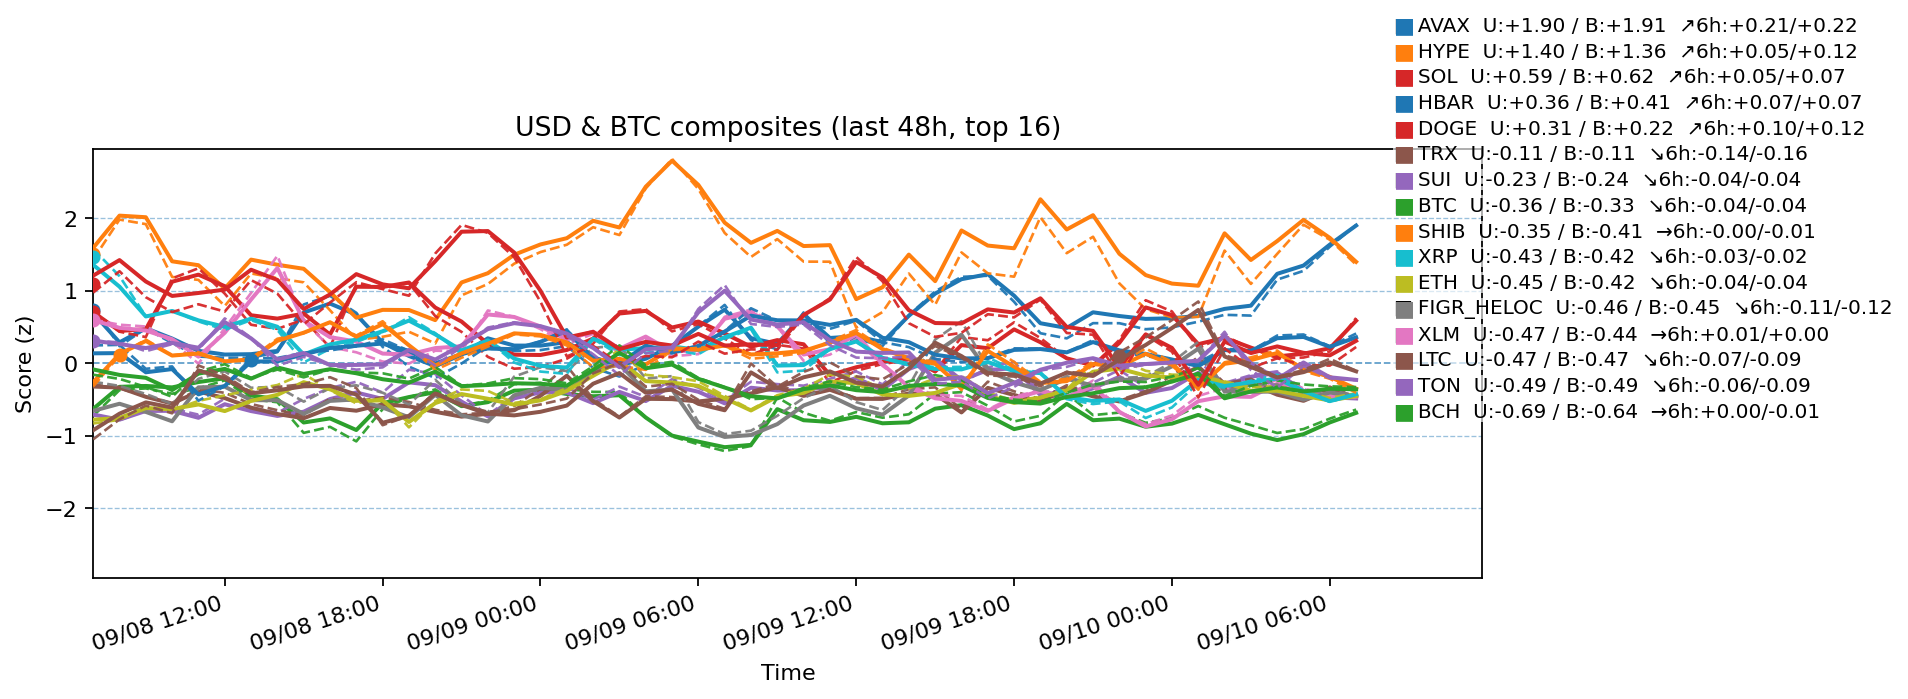 AVAX  U:+1.90 / B:+1.91  ↗6h:+0.21/+0.22
HYPE  U:+1.40 / B:+1.36  ↗6h:+0.05/+0.12
SOL  U:+0.59 / B:+0.62  ↗6h:+0.05/+0.07
HBAR  U:+0.36 / B:+0.41  ↗6h:+0.07/+0.07
DOGE  U:+0.31 / B:+0.22  ↗6h:+0.10/+0.12
TRX  U:-0.11 / B:-0.11  ↘6h:-0.14/-0.16
SUI  U:-0.23 / B:-0.24  ↘6h:-0.04/-0.04
BTC  U:-0.36 / B:-0.33  ↘6h:-0.04/-0.04
SHIB  U:-0.35 / B:-0.41  →6h:-0.00/-0.01
XRP  U:-0.43 / B:-0.42  ↘6h:-0.03/-0.02
ETH  U:-0.45 / B:-0.42  ↘6h:-0.04/-0.04
FIGR_HELOC  U:-0.46 / B:-0.45  ↘6h:-0.11/-0.12
XLM  U:-0.47 / B:-0.44  →6h:+0.01/+0.00
LTC  U:-0.47 / B:-0.47  ↘6h:-0.07/-0.09
TON  U:-0.49 / B:-0.49  ↘6h:-0.06/-0.09
BCH  U:-0.69 / B:-0.64  →6h:+0.00/-0.01
USD & BTC composites (last 48h, top 16)
Score (z)
2
1
0
−1
−2
09/08 12:00
09/08 18:00
09/09 00:00
09/09 06:00
09/09 12:00
09/09 18:00
09/10 00:00
09/10 06:00
Time